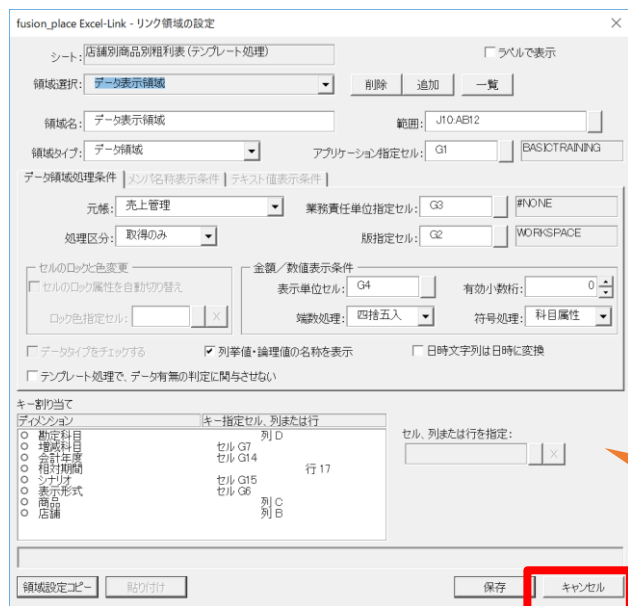 fusion_place Excel-Link - リンク領域の設定
シート: 店舗別商品別粗利表(テンプレート処理) ラベルで表示
領域選択: データ表示領域 削除 追加 一覧
領域名: データ表示領域 範囲: J10:AB12
領域タイプ: データ領域 アプリケーション指定セル: G1 BASICTRAINING
データ領域処理条件 メンバ名称表示条件 テキスト値表示条件
元帳: 売上管理 業務責任単位指定セル: G3 #NONE
処理区分: 取得のみ 版指定セル: G2 WORKSPACE
セルのロックと色変更 金額/数値表示条件
セルのロック属性を自動切り替え 表示単位セル: G4 有効小数桁: 0
ロック色指定セル: × 端数処理: 四捨五入 符号処理: 科目属性
データタイプをチェックする 列挙値・論理値の名称を表示 日時文字列は日時に変換
テンプレート処理で、データ有無の判定に関与させない
キー割り当て
ディメンション キー指定セル、列または行
勘定科目 列 D セル、列または行を指定:
増減科目 セル G7
会計年度 セル G14
相対期間 行 17
シナリオ セル G15
表示形式 セル G6
商品 列 C
店舗 列 B
領域設定コピー 貼り付け 保存 キャンセル